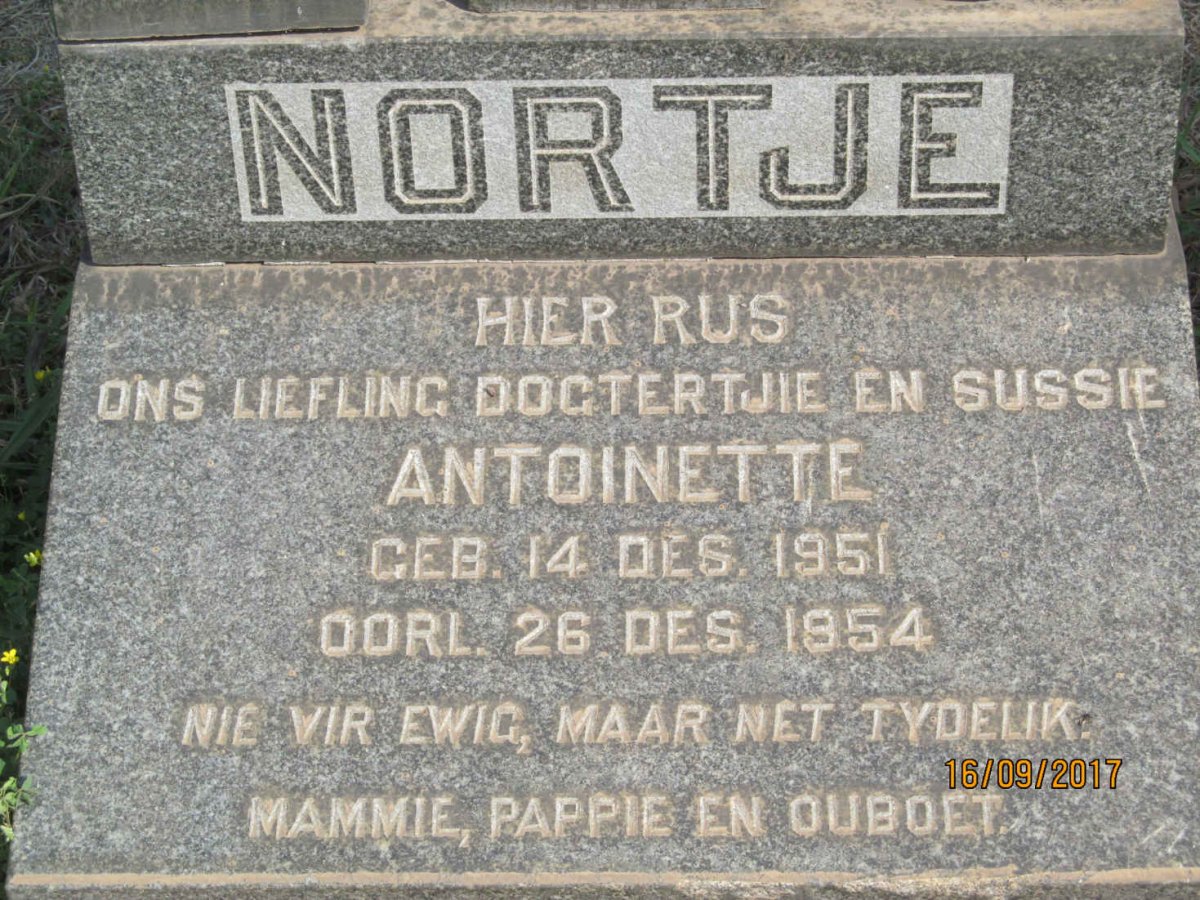 NORTJE
HIER RUS
ONS LIEFLING DOGTERTJIE EN SUSSIE
ANTOINETTE
GEB. 14 DES. 1951
OORL. 26 DES. 1954
NIE VIR EWIG, MAAR NET TYDELIK.
16/09/2017
MAMMIE, PAPPIE EN OUBOET.